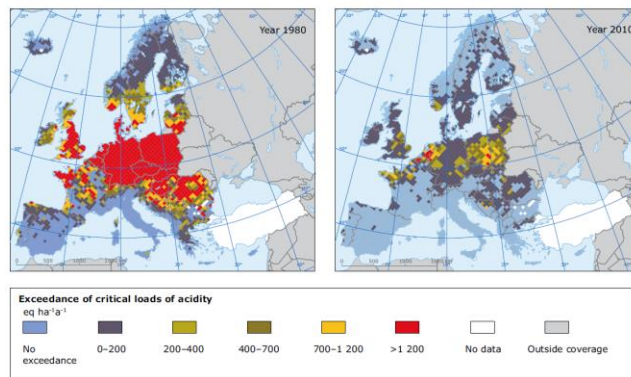 Year 1980
Year 2010
Exceedance of critical loads of acidity
eq ha⁻¹a⁻¹
No exceedance
0–200
200–400
400–700
700–1 200
>1 200
No data
Outside coverage